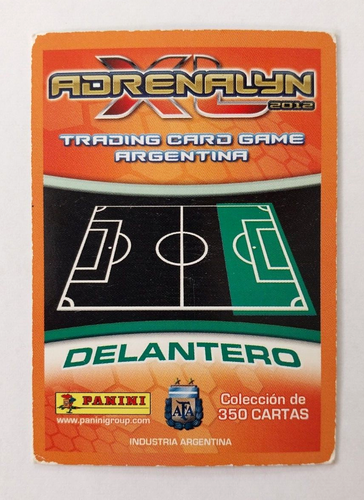 ADRENALYN
XL
2012
TRADING CARD GAME
ARGENTINA
DELANTERO
PANINI
www.paninigroup.com
AFA
Colección de
350 CARTAS
INDUSTRIA ARGENTINA